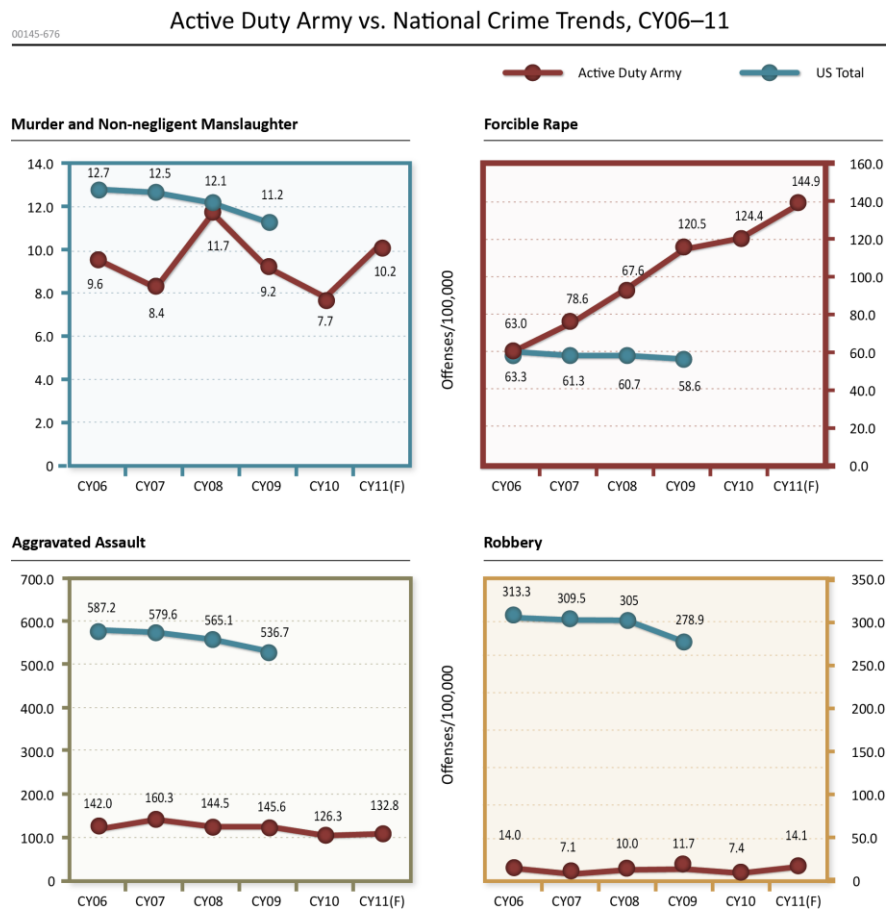 Active Duty Army vs. National Crime Trends, CY06–11
00145-676
Active Duty Army
US Total
Murder and Non-negligent Manslaughter
14.0
12.0
10.0
8.0
6.0
4.0
2.0
0
12.7
12.5
12.1
11.2
9.6
8.4
11.7
9.2
7.7
10.2
CY06
CY07
CY08
CY09
CY10
CY11(F)
Forcible Rape
Offenses/100,000
160.0
140.0
120.0
100.0
80.0
60.0
40.0
20.0
0.0
63.0
78.6
67.6
120.5
124.4
144.9
63.3
61.3
60.7
58.6
CY06
CY07
CY08
CY09
CY10
CY11(F)
Aggravated Assault
700.0
600.0
500.0
400.0
300.0
200.0
100.0
0
587.2
579.6
565.1
536.7
142.0
160.3
144.5
145.6
126.3
132.8
CY06
CY07
CY08
CY09
CY10
CY11(F)
Robbery
Offenses/100,000
350.0
300.0
250.0
200.0
150.0
100.0
50.0
0
313.3
309.5
305
278.9
14.0
7.1
10.0
11.7
7.4
14.1
CY06
CY07
CY08
CY09
CY10
CY11(F)